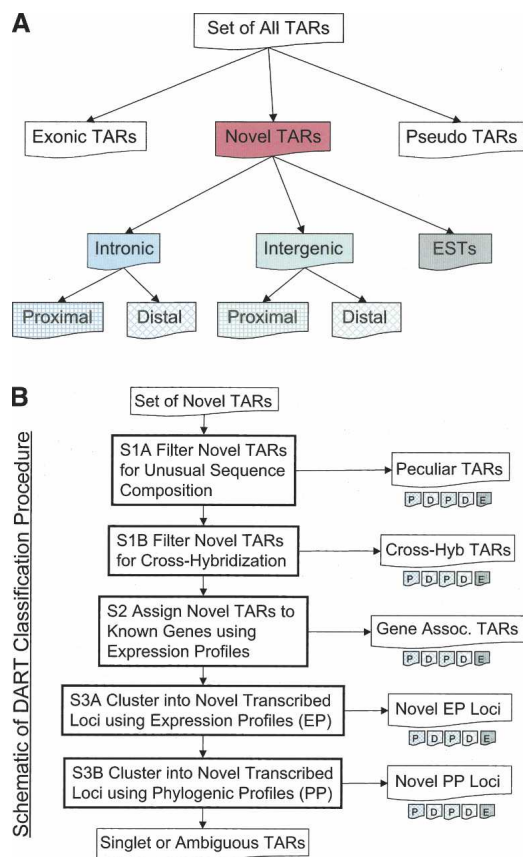 A
Set of All TARs
Exonic TARs
Novel TARs
Pseudo TARs
Intronic
Intergenic
ESTs
Proximal
Distal
Proximal
Distal
B
Schematic of DART Classification Procedure
Set of Novel TARs
S1A Filter Novel TARs
for Unusual Sequence
Composition
Peculiar TARs
P D P D E
S1B Filter Novel TARs
for Cross-Hybridization
Cross-Hyb TARs
P D P D E
S2 Assign Novel TARs to
Known Genes using
Expression Profiles
Gene Assoc. TARs
P D P D E
S3A Cluster into Novel Transcribed
Loci using Expression Profiles (EP)
Novel EP Loci
P D P D E
S3B Cluster into Novel Transcribed
Loci using Phylogenic Profiles (PP)
Novel PP Loci
P D P D E
Singlet or Ambiguous TARs